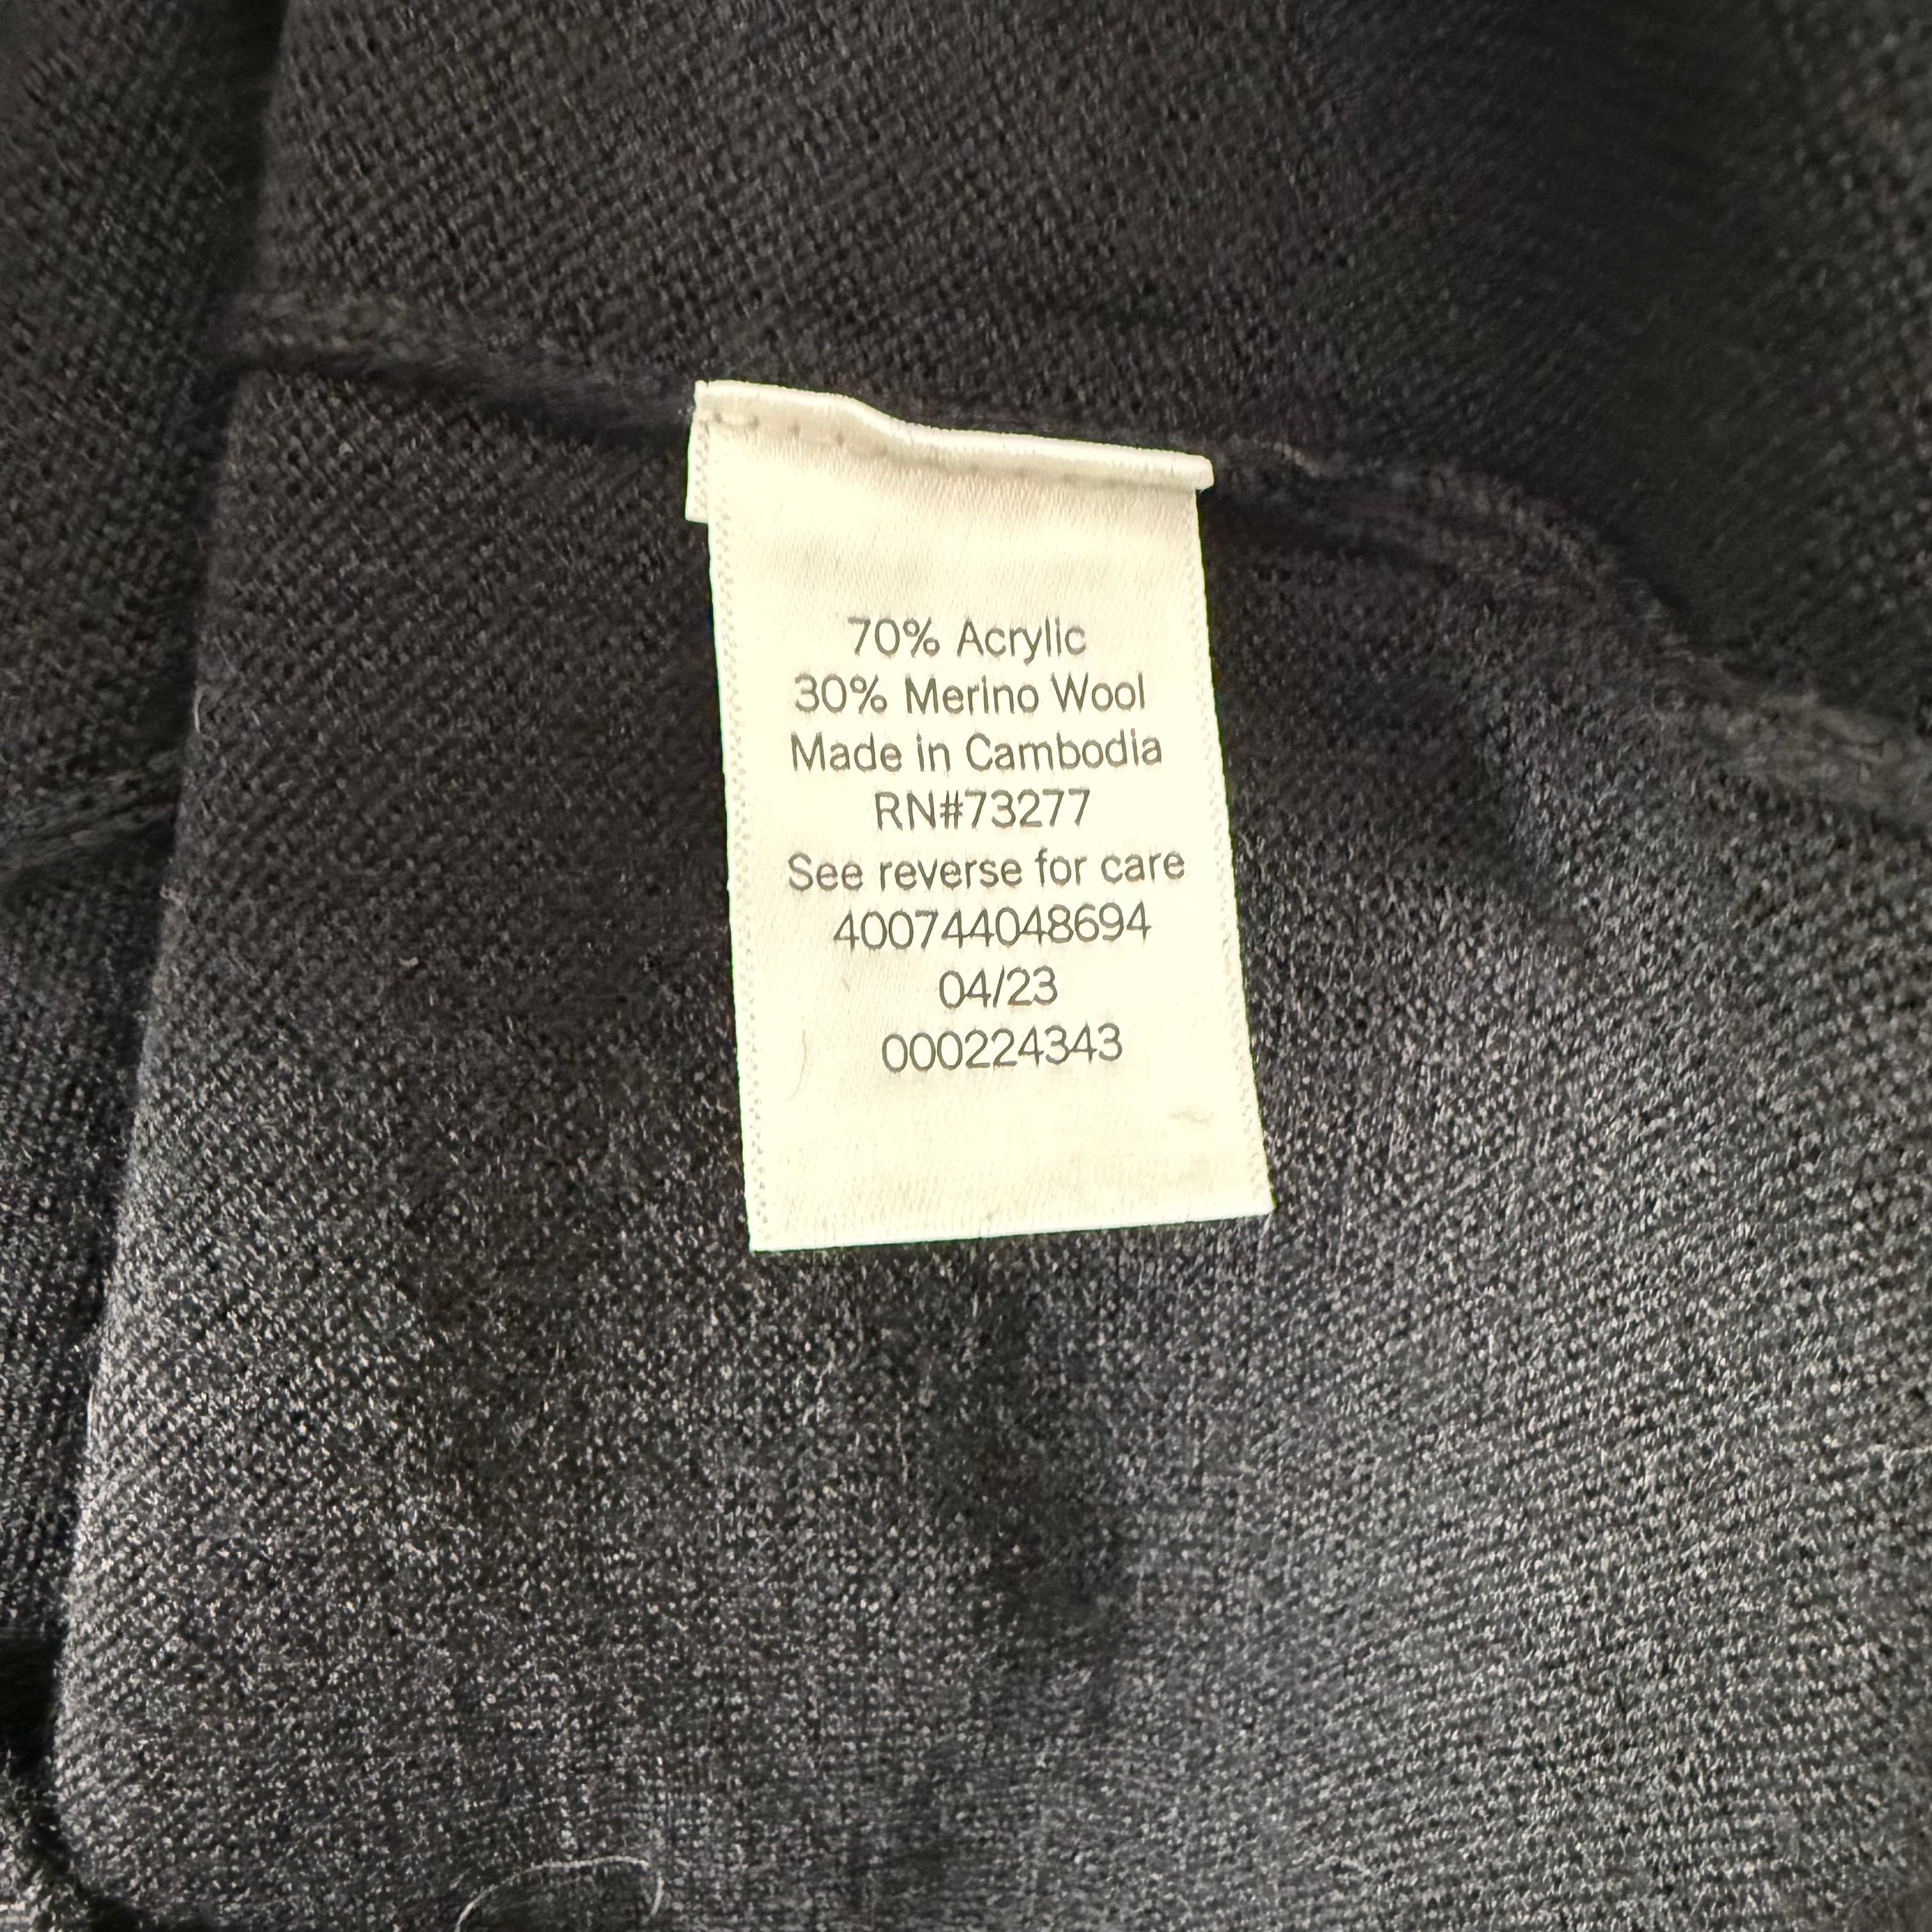 70% Acrylic
30% Merino Wool
Made in Cambodia
RN#73277
See reverse for care
400744048694
04/23
000224343